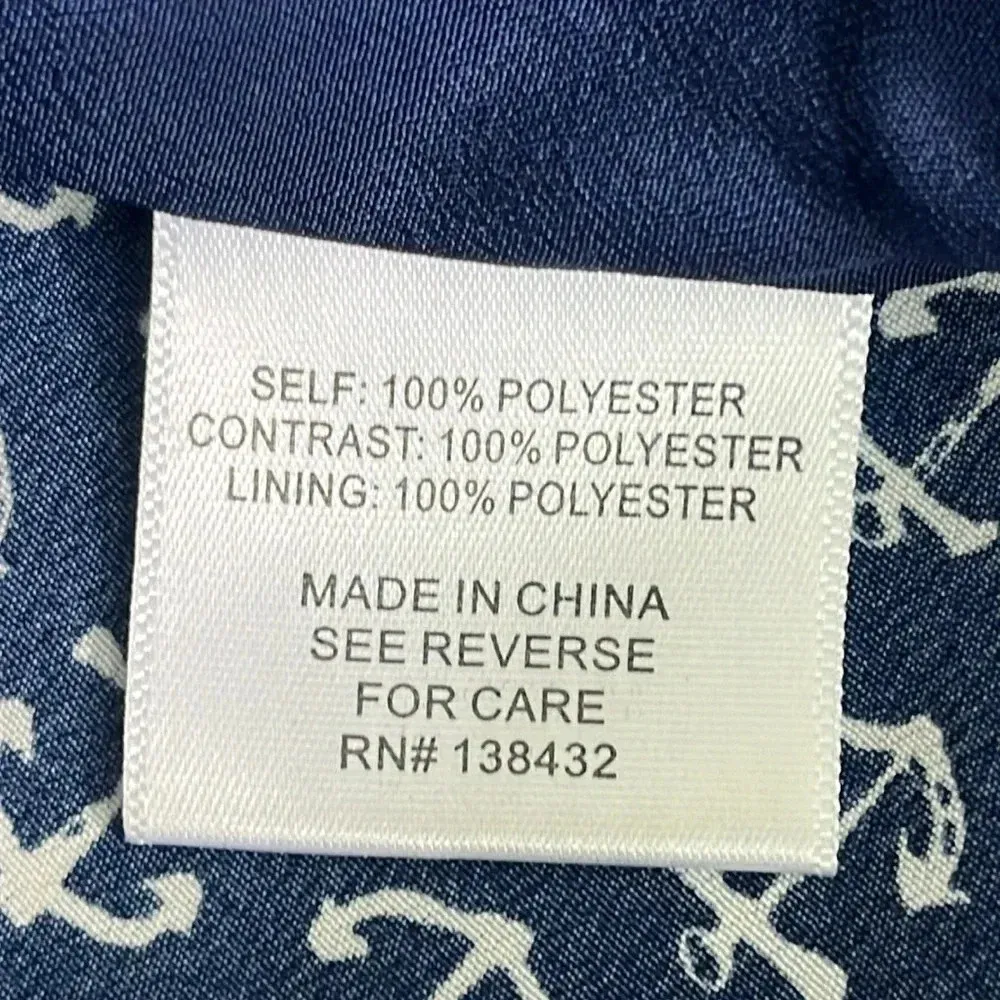 SELF: 100% POLYESTER
CONTRAST: 100% POLYESTER
LINING: 100% POLYESTER
MADE IN CHINA
SEE REVERSE
FOR CARE
RN# 138432